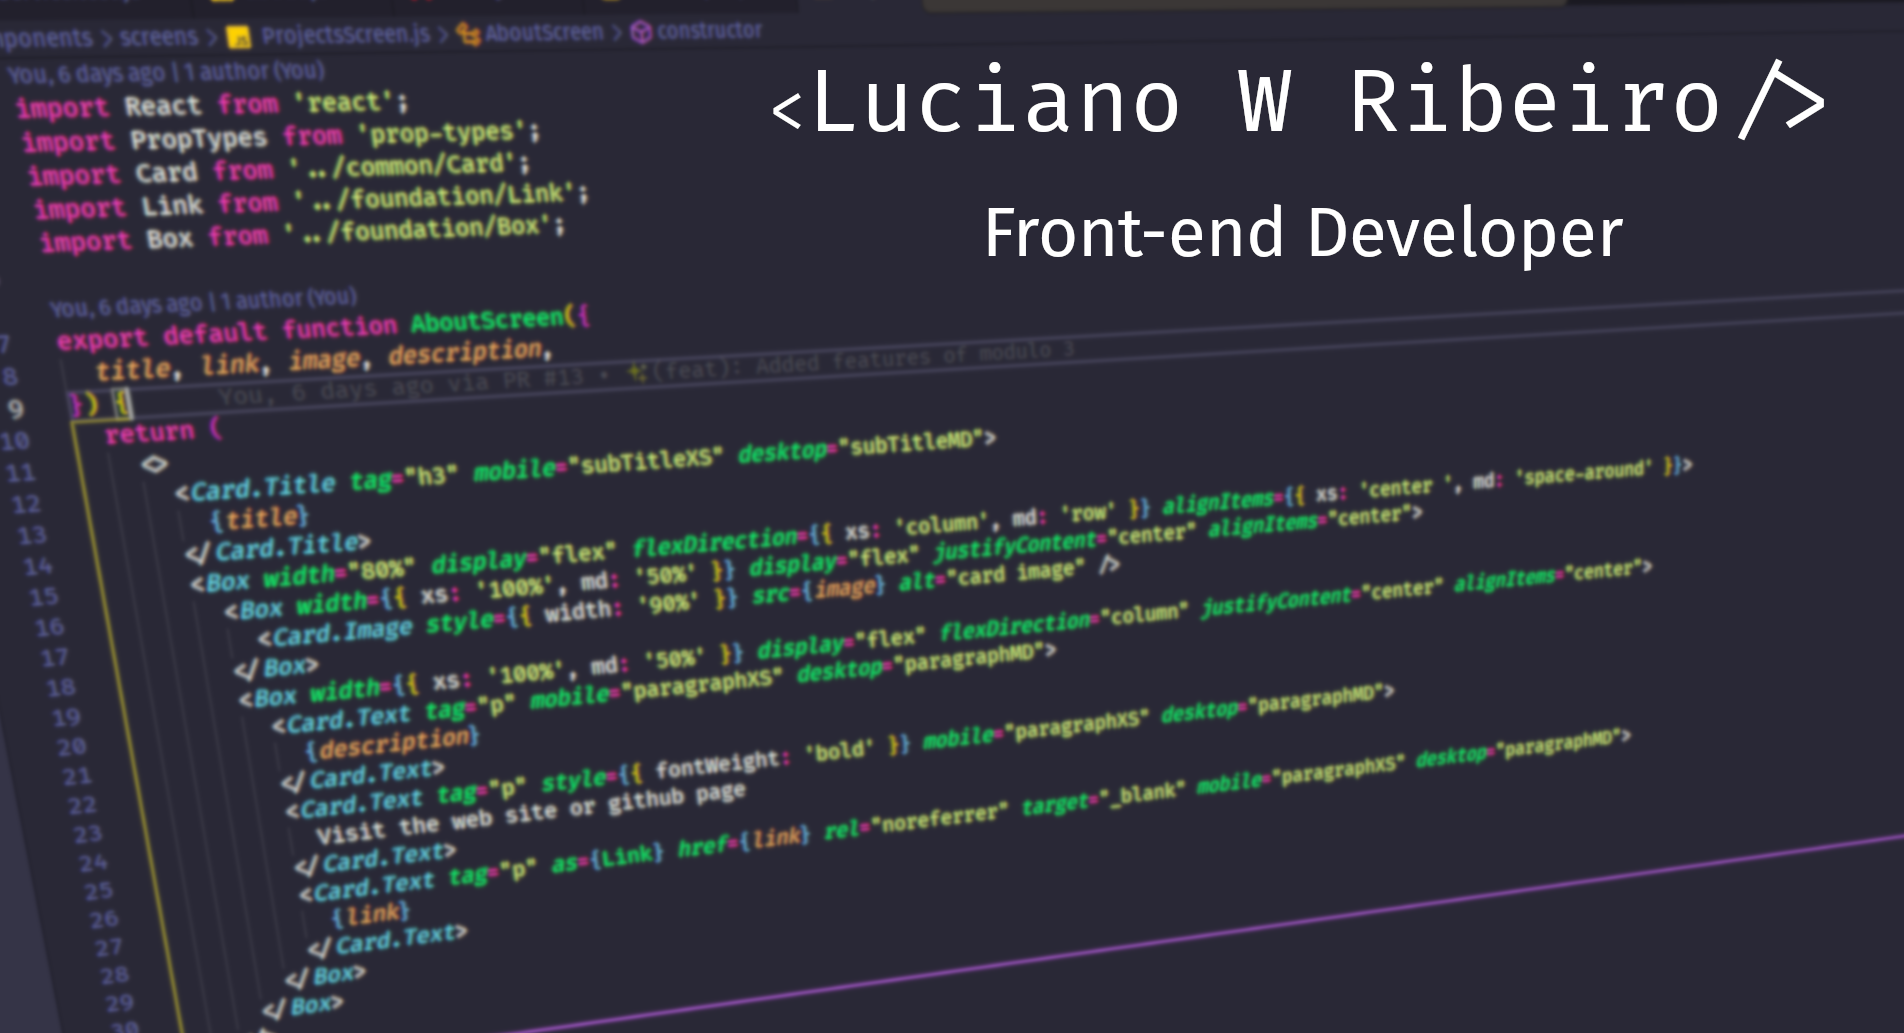 ponents > screens > JS ProjectsScreen.js > AboutScreen > constructor
<Luciano W Ribeiro/>
Front-end Developer
You, 6 days ago | 1 author (You)
import React from 'react';
import PropTypes from 'prop-types';
import Card from '../common/Card';
import Link from '../foundation/Link';
import Box from '../foundation/Box';
You, 6 days ago | 1 author (You)
7 export default function AboutScreen({
8 title, link, image, description,
9 }) { You, 6 days ago via PR #13 • ✨(feat): Added features of modulo 3
10 return (
11 <>
12 <Card.Title tag="h3" mobile="subTitleXS" desktop="subTitleMD">
13 {title}
14 </Card.Title>
15 <Box width="80%" display="flex" flexDirection={{ xs: 'column', md: 'row' }} alignItems={{ xs: 'center ', md: 'space-around' }}>
16 <Box width={{ xs: '100%', md: '50%' }} display="flex" justifyContent="center" alignItems="center">
17 <Card.Image style={{ width: '90%' }} src={image} alt="card image" />
18 </Box>
19 <Box width={{ xs: '100%', md: '50%' }} display="flex" flexDirection="column" justifyContent="center" alignItems="center">
20 <Card.Text tag="p" mobile="paragraphXS" desktop="paragraphMD">
21 {description}
22 </Card.Text>
23 <Card.Text tag="p" style={{ fontWeight: 'bold' }} mobile="paragraphXS" desktop="paragraphMD">
24 Visit the web site or github page
25 </Card.Text>
26 <Card.Text tag="p" as={Link} href={link} rel="noreferrer" target="_blank" mobile="paragraphXS" desktop="paragraphMD">
27 {link}
28 </Card.Text>
29 </Box>
30 </Box>